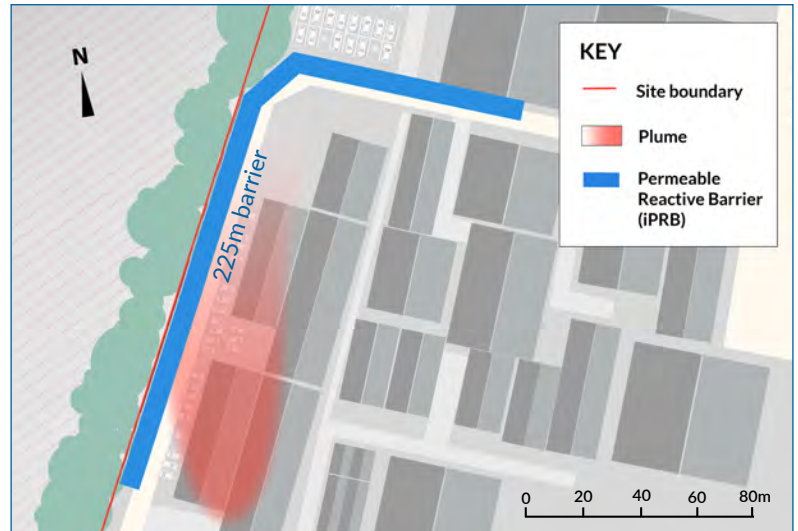 N
225m barrier
KEY
Site boundary
Plume
Permeable
Reactive Barrier
(iPRB)
0 20 40 60 80m